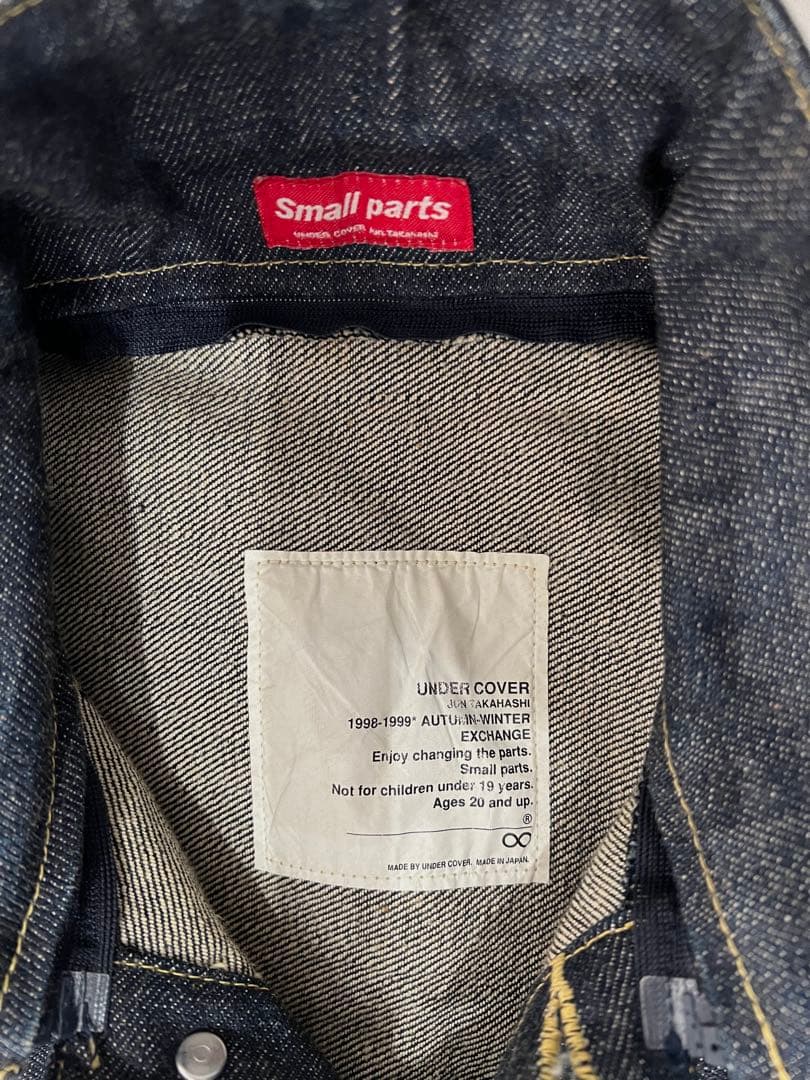 Small parts
UNDER COVER Jun Takahashi
UNDER COVER
JUN TAKAHASHI
1998-1999* AUTUMN-WINTER
EXCHANGE
Enjoy changing the parts.
Small parts.
Not for children under 19 years.
Ages 20 and up.
®
∞
MADE BY UNDER COVER. MADE IN JAPAN.